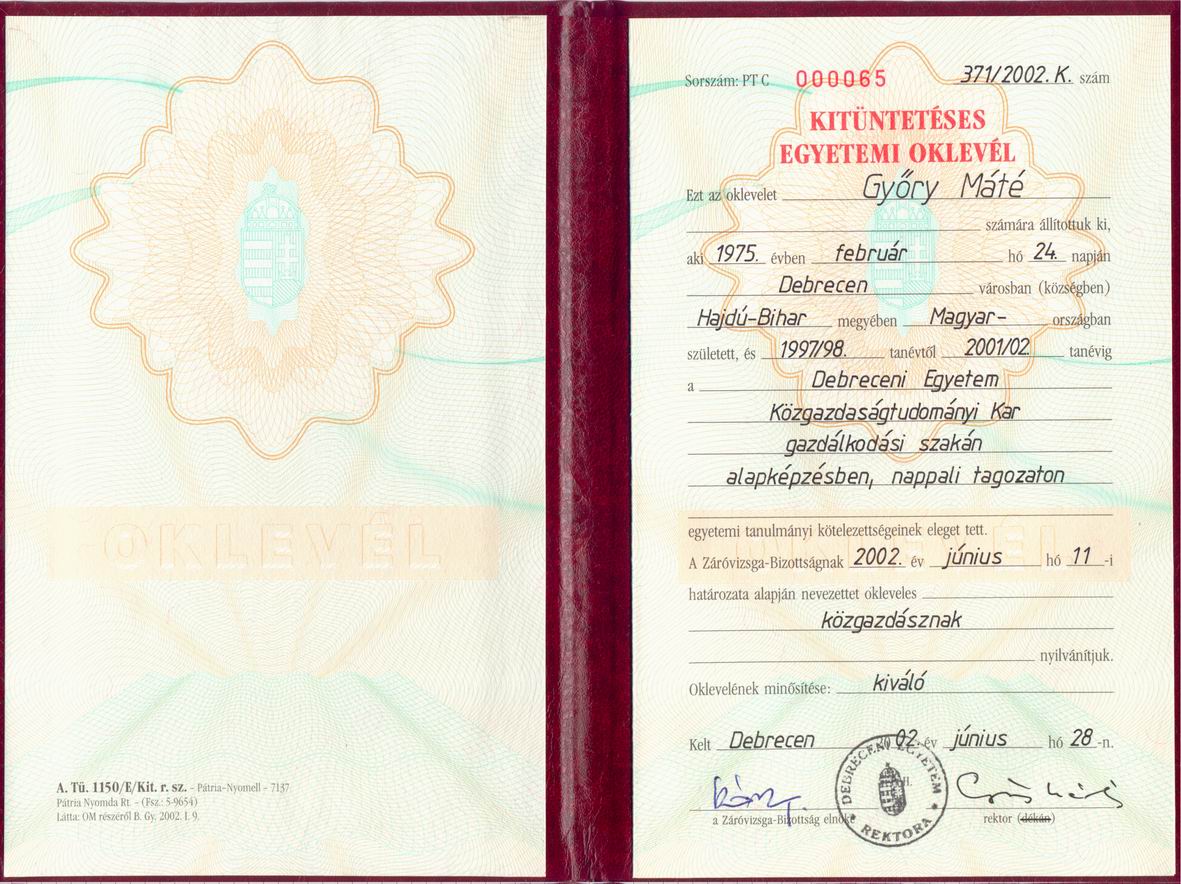 OKLEVÉL
A. Tü. 1150/E/Kit. r. sz. - Pátria-Nyomell - 7137
Pátria Nyomda Rt. - (Fsz.: 5-9654)
Látta: OM részéről B. Gy. 2002. I. 9.
Sorszám: PT C 000065 371/2002. K. szám
KITÜNTETÉSES
EGYETEMI OKLEVÉL
Ezt az oklevelet Győry Máté
számára állítottuk ki,
aki 1975. évben február hó 24. napján
Debrecen városban (községben)
Hajdú-Bihar megyében Magyar- országban
született, és 1997/98. tanévtől 2001/02. tanévig
a Debreceni Egyetem
Közgazdaságtudományi Kar
gazdálkodási szakán
alapképzésben, nappali tagozaton
egyetemi tanulmányi kötelezettségeinek eleget tett.
A Záróvizsga-Bizottságnak 2002. év június hó 11 -i
határozata alapján nevezettet okleveles
közgazdásznak
nyilvánítjuk.
Oklevelének minősítése: kiváló
Kelt Debrecen 2002. év június hó 28 -n.
DEBRECENI EGYETEM
REKTORA
a Záróvizsga-Bizottság elnöke rektor (dékán)